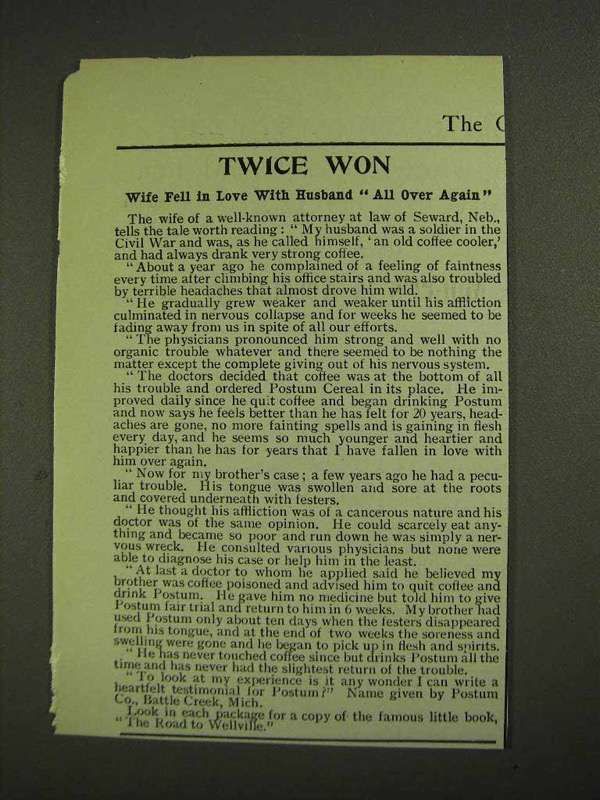 The
TWICE WON
Wife Fell in Love With Husband “ All Over Again”
The wife of a well-known attorney at law of Seward, Neb.,
tells the tale worth reading : “ My husband was a soldier in the
Civil War and was, as he called himself, ‘ an old coffee cooler,’
and had always drank very strong coffee.
“ About a year ago he complained of a feeling of faintness
every time after climbing his office stairs and was also troubled
by terrible headaches that almost drove him wild.
“ He gradually grew weaker and weaker until his affliction
culminated in nervous collapse and for weeks he seemed to be
fading away from us in spite of all our efforts.
“ The physicians pronounced him strong and well with no
organic trouble whatever and there seemed to be nothing the
matter except the complete giving out of his nervous system.
“ The doctors decided that coffee was at the bottom of all
his trouble and ordered Postum Cereal in its place. He im-
proved daily since he quit coffee and began drinking Postum
and now says he feels better than he has felt for 20 years, head-
aches are gone, no more fainting spells and is gaining in flesh
every day, and he seems so much younger and heartier and
happier than he has for years that I have fallen in love with
him over again.
“ Now for my brother's case ; a few years ago he had a pecu-
liar trouble. His tongue was swollen and sore at the roots
and covered underneath with festers.
“ He thought his affliction was of a cancerous nature and his
doctor was of the same opinion. He could scarcely eat any-
thing and became so poor and run down he was simply a ner-
vous wreck. He consulted various physicians but none were
able to diagnose his case or help him in the least.
“ At last a doctor to whom he applied said he believed my
brother was coffee poisoned and advised him to quit coffee and
drink Postum. He gave him no medicine but told him to give
Postum fair trial and return to him in 6 weeks. My brother had
used Postum only about ten days when the festers disappeared
from his tongue, and at the end of two weeks the soreness and
swelling were gone and he began to pick up in flesh and spirits.
“ He has never touched coffee since but drinks Postum all the
time and has never had the slightest return of the trouble.
“ To look at my experience is it any wonder I can write a
heartfelt testimonial for Postum?” Name given by Postum
Co., Battle Creek, Mich.
Look in each package for a copy of the famous little book,
“ The Road to Wellville.”